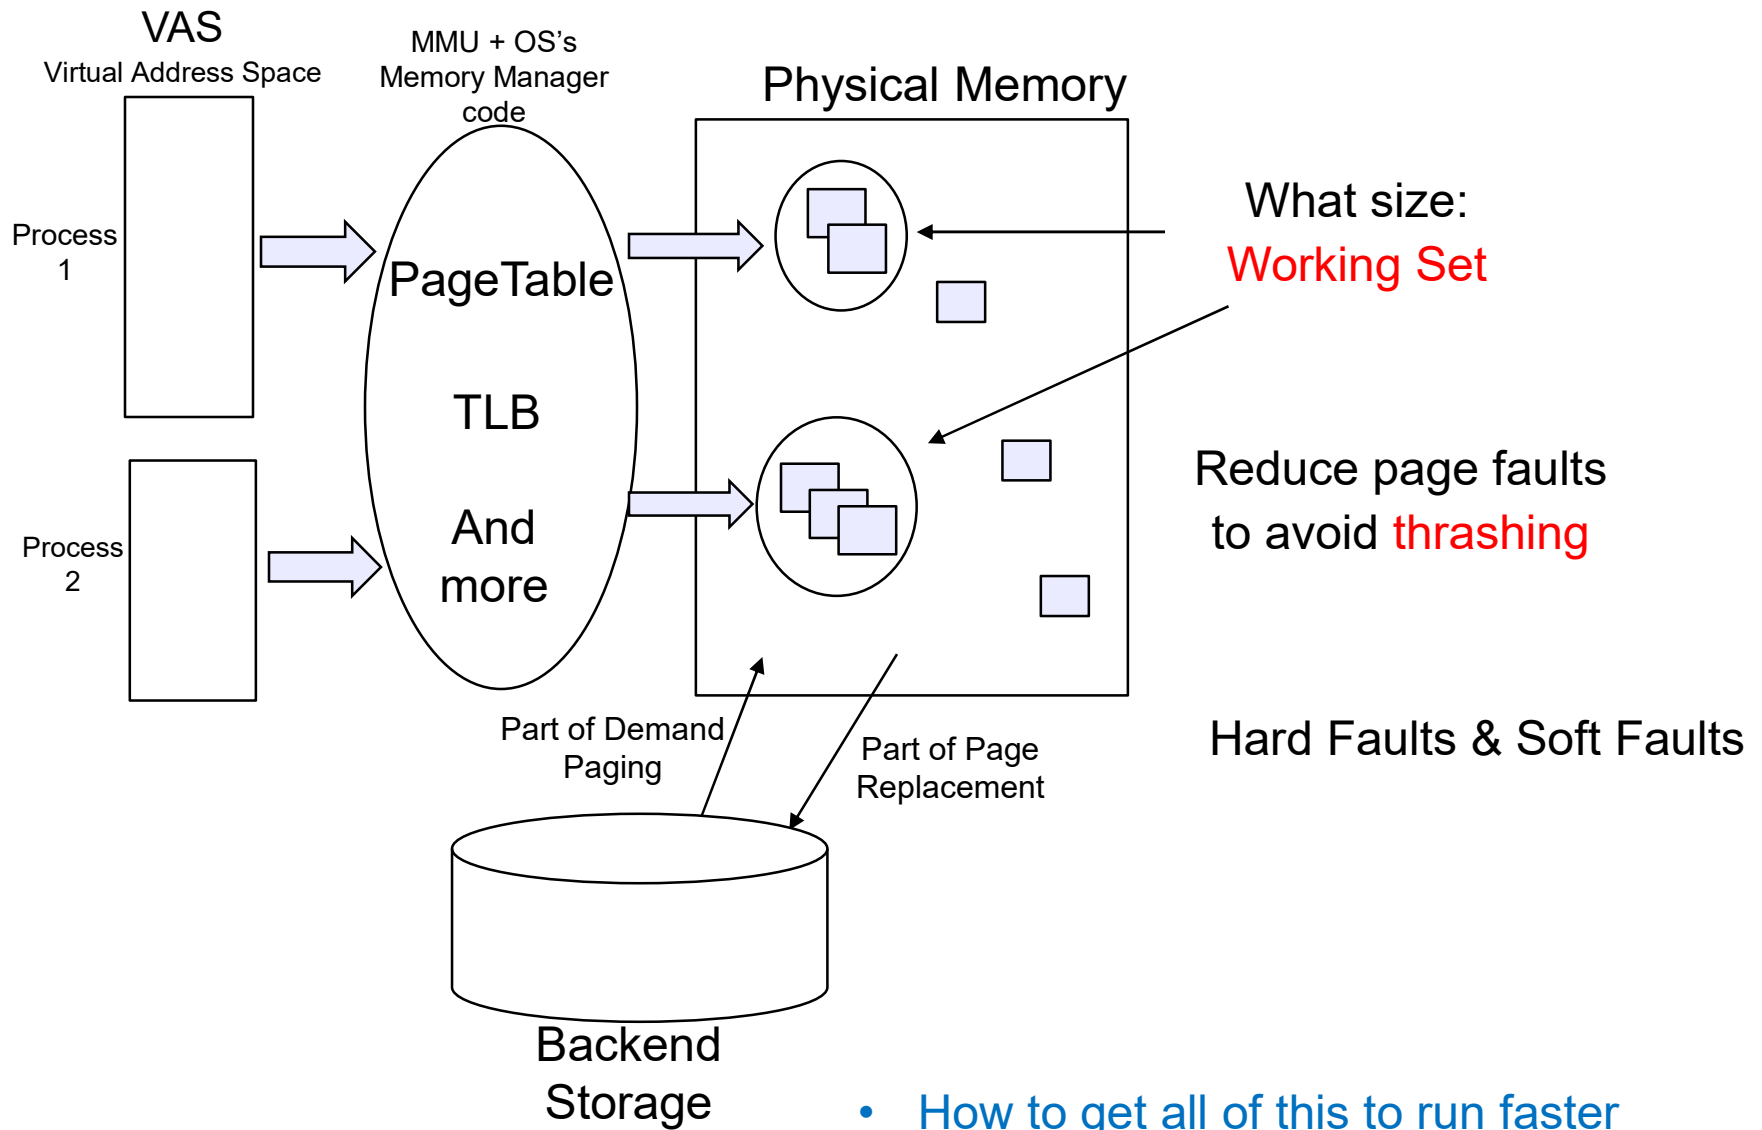 VAS
Virtual Address Space
MMU + OS’s
Memory Manager
code
Physical Memory
Process
1
PageTable
TLB
And
more
Process
2
What size:
Working Set
Reduce page faults
to avoid thrashing
Hard Faults & Soft Faults
Part of Demand
Paging
Part of Page
Replacement
Backend
Storage
• How to get all of this to run faster